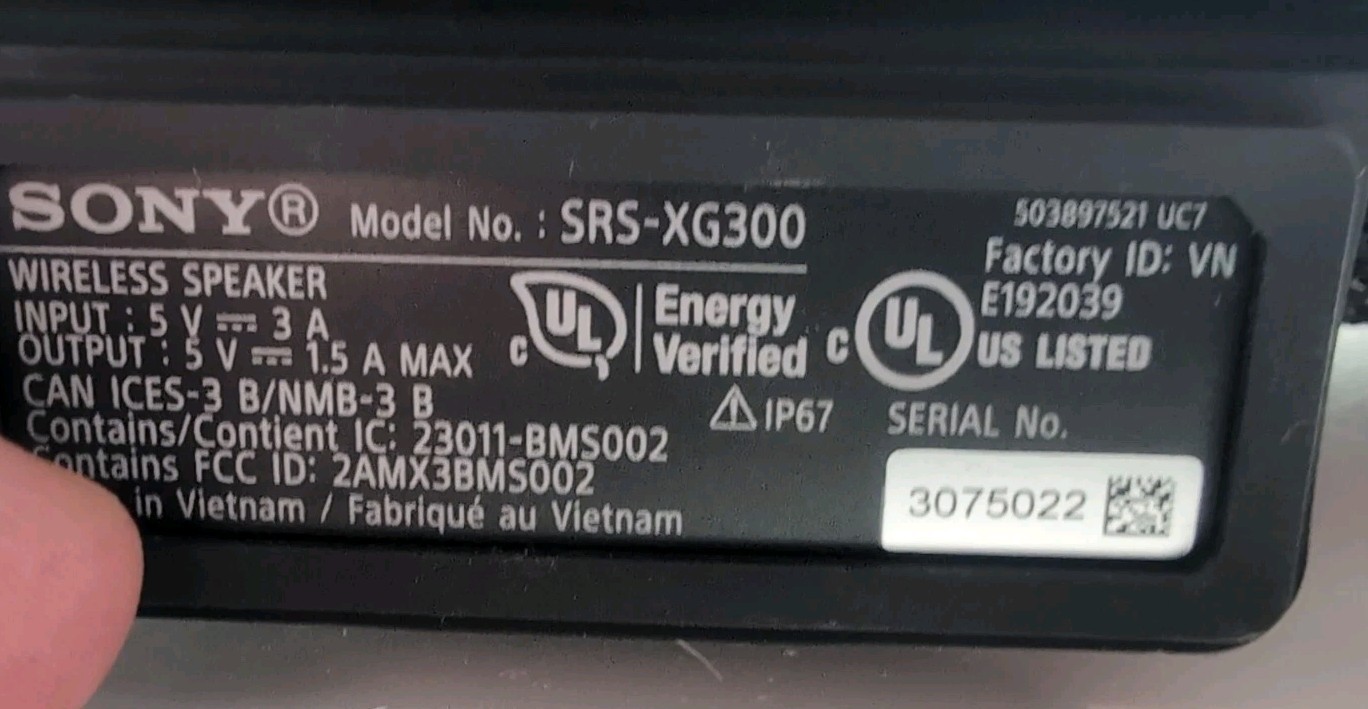 SONY® Model No. : SRS-XG300
WIRELESS SPEAKER
INPUT : 5 V ⎓ 3 A
OUTPUT : 5 V ⎓ 1.5 A MAX
CAN ICES-3 B/NMB-3 B
Contains/Contient IC: 23011-BMS002
Contains FCC ID: 2AMX3BMS002
in Vietnam / Fabriqué au Vietnam
C UL Energy
Verified
IP67
503897521 UC7
Factory ID: VN
C UL E192039
US LISTED
SERIAL No.
3075022